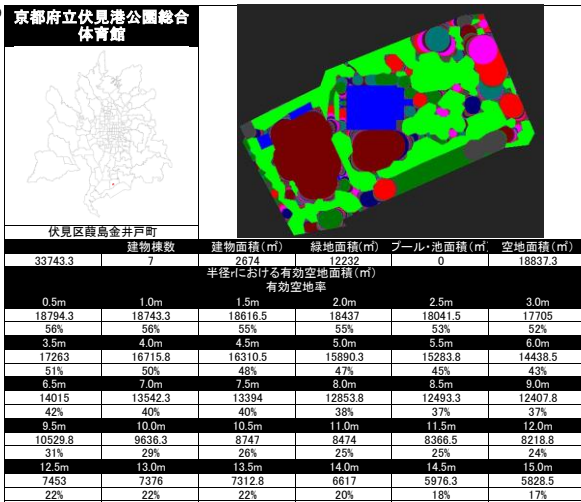 京都府立伏見港公園総合
体育館
伏見区葭島金井戸町
建物棟数 建物面積(㎡) 緑地面積(㎡) プール・池面積(㎡) 空地面積(㎡)
33743.3 7 2674 12232 0 18837.3
半径rにおける有効空地面積(㎡)
有効空地率
0.5m 1.0m 1.5m 2.0m 2.5m 3.0m
18794.3 18743.3 18616.5 18437 18041.5 17705
56% 56% 55% 55% 53% 52%
3.5m 4.0m 4.5m 5.0m 5.5m 6.0m
17263 16715.8 16310.5 15890.3 15283.8 14438.5
51% 50% 48% 47% 45% 43%
6.5m 7.0m 7.5m 8.0m 8.5m 9.0m
14015 13542.3 13394 12853.8 12493.3 12407.8
42% 40% 40% 38% 37% 37%
9.5m 10.0m 10.5m 11.0m 11.5m 12.0m
10529.8 9636.3 8747 8474 8366.5 8218.8
31% 29% 26% 25% 25% 24%
12.5m 13.0m 13.5m 14.0m 14.5m 15.0m
7453 7376 7312.8 6617 5976.3 5828.5
22% 22% 22% 20% 18% 17%